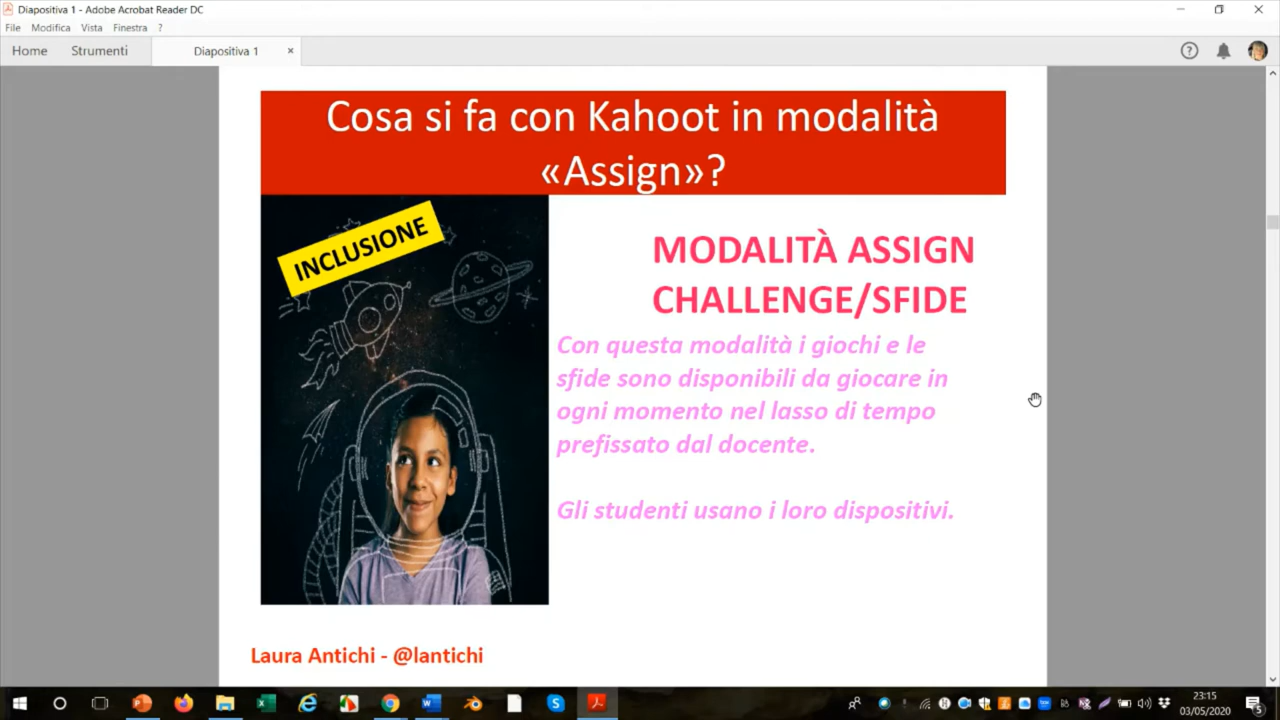 Diapositiva 1 - Adobe Acrobat Reader DC
File Modifica Vista Finestra ?
Home Strumenti Diapositiva 1
Cosa si fa con Kahoot in modalità
«Assign»?
INCLUSIONE
MODALITÀ ASSIGN
CHALLENGE/SFIDE
Con questa modalità i giochi e le
sfide sono disponibili da giocare in
ogni momento nel lasso di tempo
prefissato dal docente.
Gli studenti usano i loro dispositivi.
Laura Antichi - @lantichi
23:15
03/05/2020
5